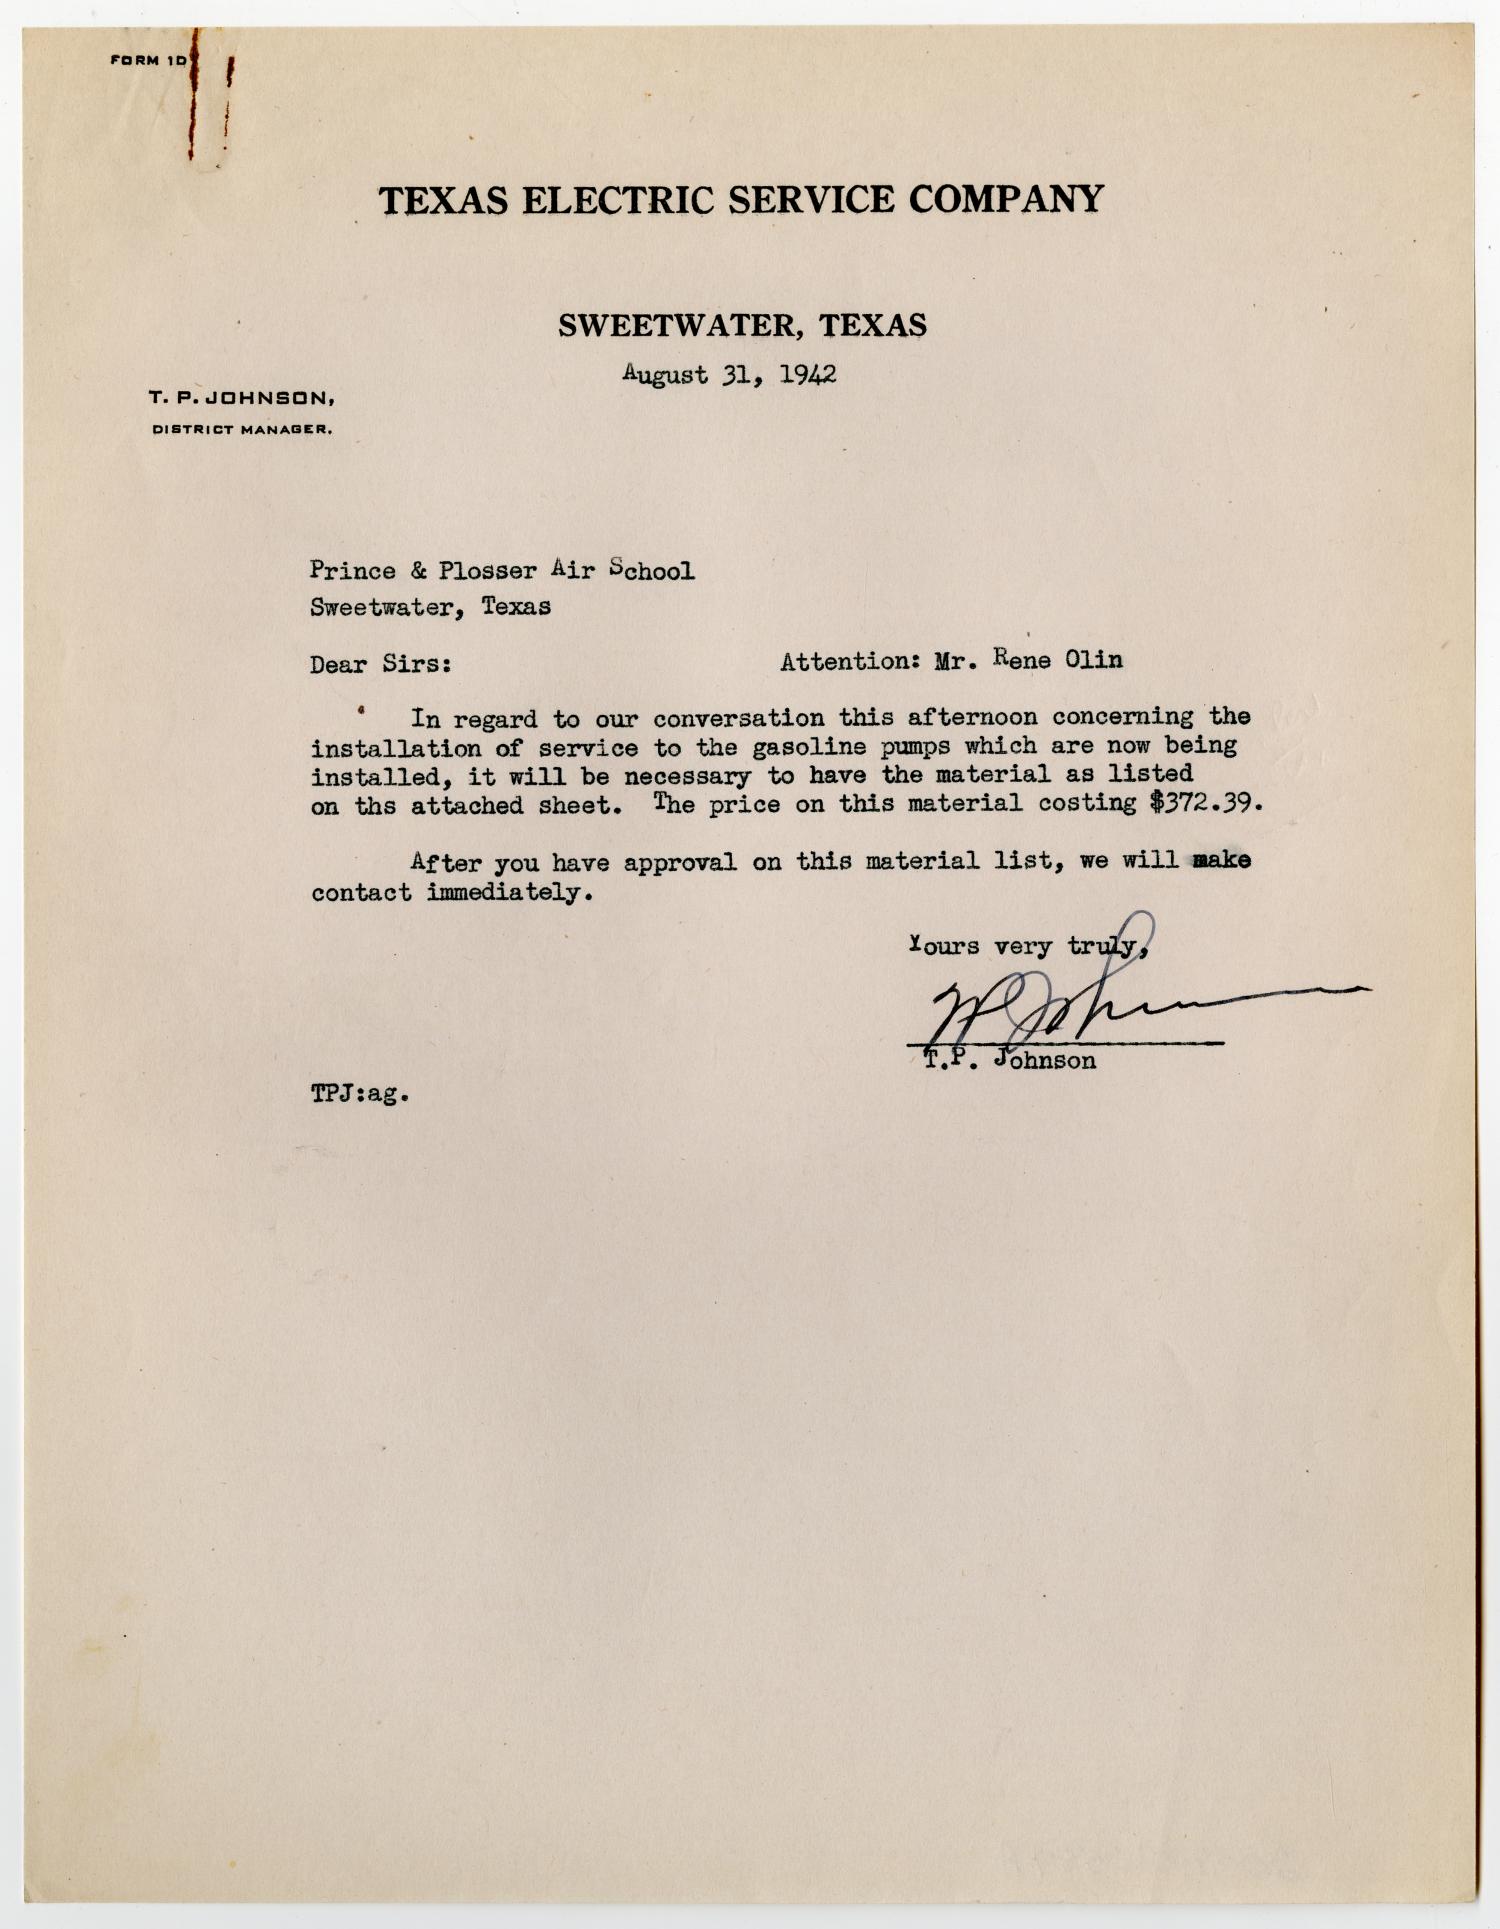 FORM 1D
TEXAS ELECTRIC SERVICE COMPANY
SWEETWATER, TEXAS
August 31, 1942
T. P. JOHNSON,
DISTRICT MANAGER.
Prince & Plosser Air School
Sweetwater, Texas
Dear Sirs: Attention: Mr. Rene Olin
In regard to our conversation this afternoon concerning the
installation of service to the gasoline pumps which are now being
installed, it will be necessary to have the material as listed
on ths attached sheet. The price on this material costing $372.39.
After you have approval on this material list, we will make
contact immediately.
Yours very truly,
TP Johnson
T.P. Johnson
TPJ:ag.